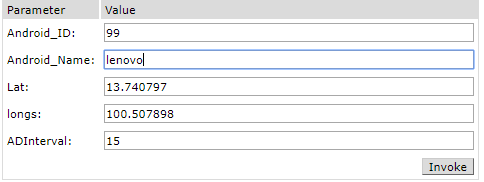 Parameter Value
Android_ID: 99
Android_Name: lenovo
Lat: 13.740797
longs: 100.507898
ADInterval: 15
Invoke